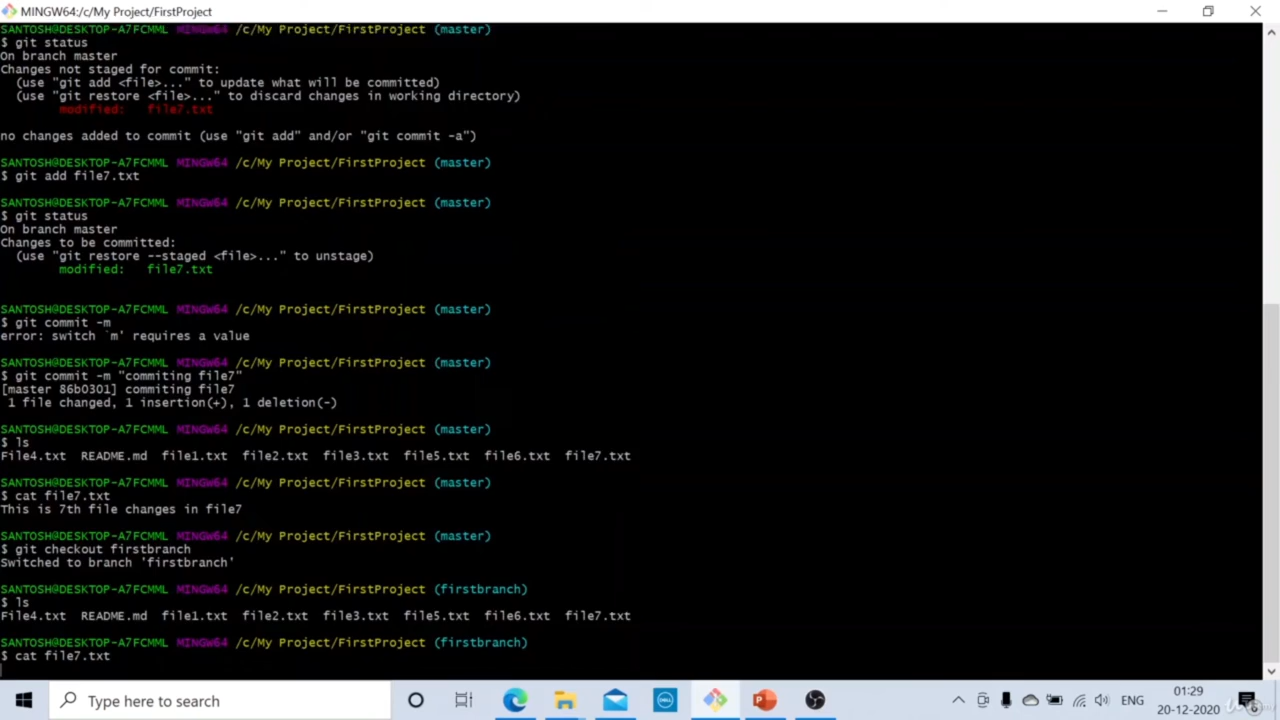 MINGW64:/c/My Project/FirstProject
SANTOSH@DESKTOP-A7FCMML MINGW64 /c/My Project/FirstProject (master)
$ git status
On branch master
Changes not staged for commit:
(use "git add <file>..." to update what will be committed)
(use "git restore <file>..." to discard changes in working directory)
modified: file7.txt
no changes added to commit (use "git add" and/or "git commit -a")
SANTOSH@DESKTOP-A7FCMML MINGW64 /c/My Project/FirstProject (master)
$ git add file7.txt
SANTOSH@DESKTOP-A7FCMML MINGW64 /c/My Project/FirstProject (master)
$ git status
On branch master
Changes to be committed:
(use "git restore --staged <file>..." to unstage)
modified: file7.txt
SANTOSH@DESKTOP-A7FCMML MINGW64 /c/My Project/FirstProject (master)
$ git commit -m
error: switch `m' requires a value
SANTOSH@DESKTOP-A7FCMML MINGW64 /c/My Project/FirstProject (master)
$ git commit -m "commiting file7"
[master 86b0301] commiting file7
1 file changed, 1 insertion(+), 1 deletion(-)
SANTOSH@DESKTOP-A7FCMML MINGW64 /c/My Project/FirstProject (master)
$ ls
File4.txt README.md file1.txt file2.txt file3.txt file5.txt file6.txt file7.txt
SANTOSH@DESKTOP-A7FCMML MINGW64 /c/My Project/FirstProject (master)
$ cat file7.txt
This is 7th file changes in file7
SANTOSH@DESKTOP-A7FCMML MINGW64 /c/My Project/FirstProject (master)
$ git checkout firstbranch
Switched to branch 'firstbranch'
SANTOSH@DESKTOP-A7FCMML MINGW64 /c/My Project/FirstProject (firstbranch)
$ ls
File4.txt README.md file1.txt file2.txt file3.txt file5.txt file6.txt file7.txt
SANTOSH@DESKTOP-A7FCMML MINGW64 /c/My Project/FirstProject (firstbranch)
$ cat file7.txt
Type here to search
DELL
ENG
01:29
20-12-2020